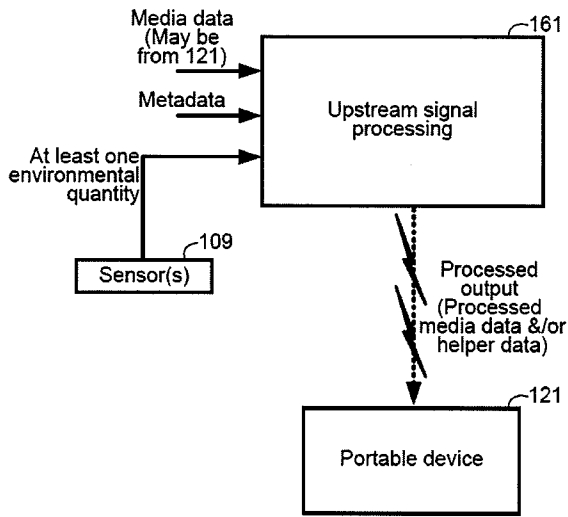 Media data
(May be
from 121)
161
Metadata
Upstream signal
processing
At least one
environmental
quantity
109
Sensor(s)
Processed
output
(Processed
media data &/or
helper data)
121
Portable device